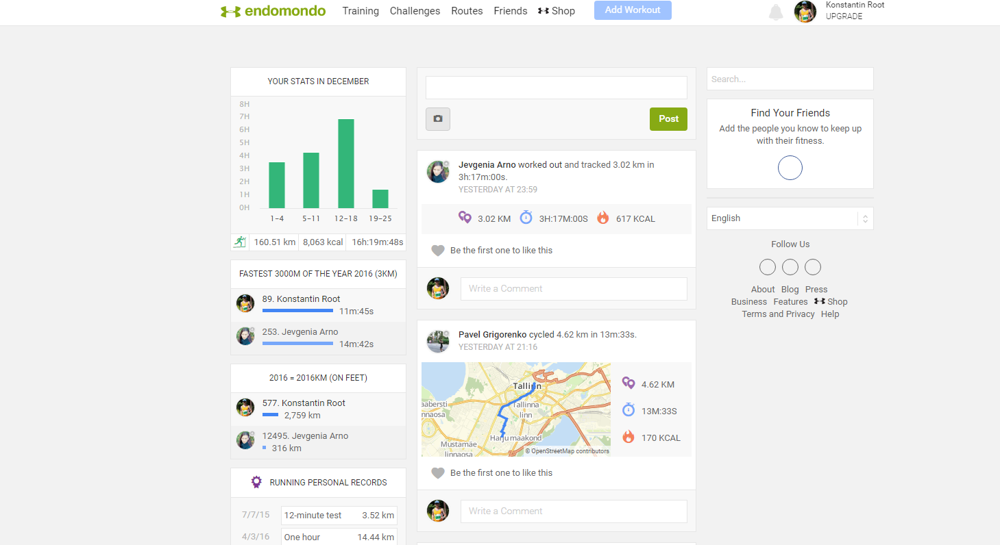 endomondo Training Challenges Routes Friends Shop Add Workout Konstantin Root
UPGRADE
YOUR STATS IN DECEMBER
8H
7H
6H
5H
4H
3H
2H
1H
0H
1-4 5-11 12-18 19-25
160.51 km 8,063 kcal 16h:19m:48s
FASTEST 3000M OF THE YEAR 2016 (3KM)
89. Konstantin Root
11m:45s
253. Jevgenia Arno
14m:42s
2016 = 2016KM (ON FEET)
577. Konstantin Root
2,759 km
12495. Jevgenia Arno
316 km
RUNNING PERSONAL RECORDS
7/7/15 12-minute test 3.52 km
4/3/16 One hour 14.44 km
Post
Jevgenia Arno worked out and tracked 3.02 km in
3h:17m:00s.
YESTERDAY AT 23:59
3.02 KM 3H:17M:00S 617 KCAL
Be the first one to like this
Write a Comment
Pavel Grigorenko cycled 4.62 km in 13m:33s.
YESTERDAY AT 21:16
Tallinn
aabersti
nnaosa
Tallinna
linn
Harjumaakond
Mustamäe
linnaosa
© OpenStreetMap contributors
4.62 KM
13M:33S
170 KCAL
Be the first one to like this
Write a Comment
Search...
Find Your Friends
Add the people you know to keep up
with their fitness.
English
Follow Us
About Blog Press
Business Features Shop
Terms and Privacy Help